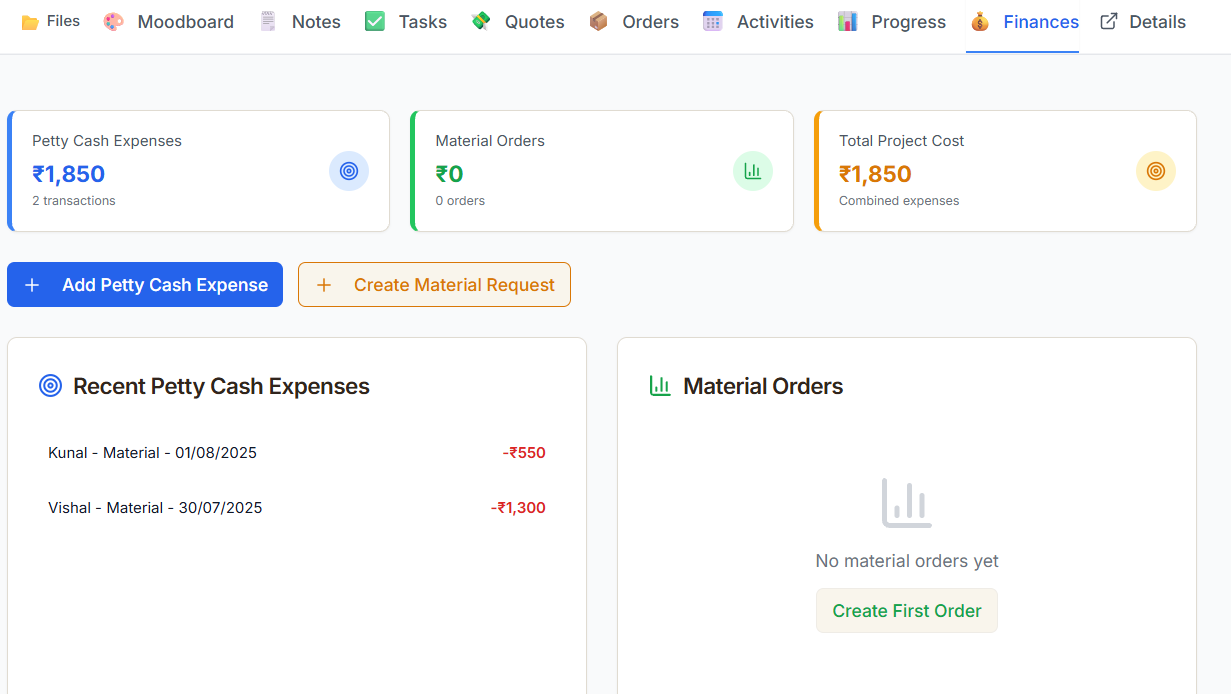 Files Moodboard Notes Tasks Quotes Orders Activities Progress Finances Details
Petty Cash Expenses
₹1,850
2 transactions
Material Orders
₹0
0 orders
Total Project Cost
₹1,850
Combined expenses
+ Add Petty Cash Expense
+ Create Material Request
Recent Petty Cash Expenses
Kunal - Material - 01/08/2025 -₹550
Vishal - Material - 30/07/2025 -₹1,300
Material Orders
No material orders yet
Create First Order